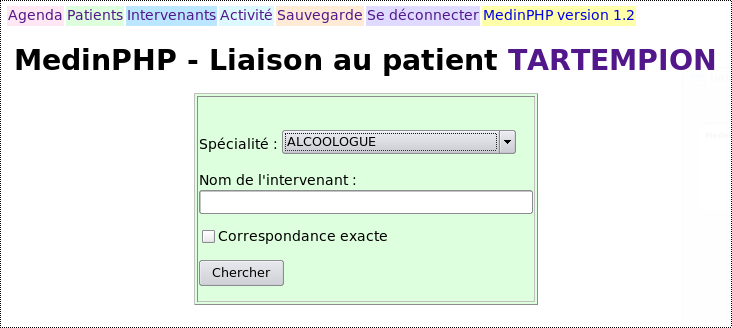 Agenda Patients Intervenants Activité Sauvegarde Se déconnecter MedinPHP version 1.2
MedinPHP - Liaison au patient TARTEMPION
Spécialité : ALCOOLOGUE
Nom de l'intervenant :
Correspondance exacte
Chercher